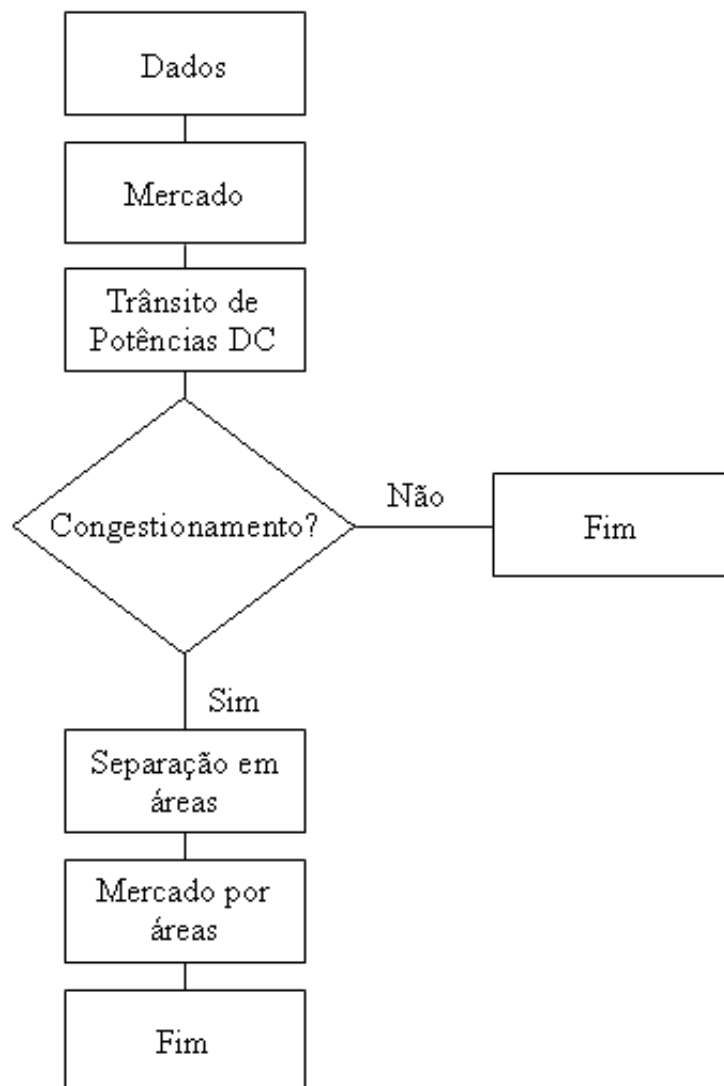 Dados
Mercado
Trânsito de
Potências DC
Congestionamento?
Não
Fim
Sim
Separação em
áreas
Mercado por
áreas
Fim